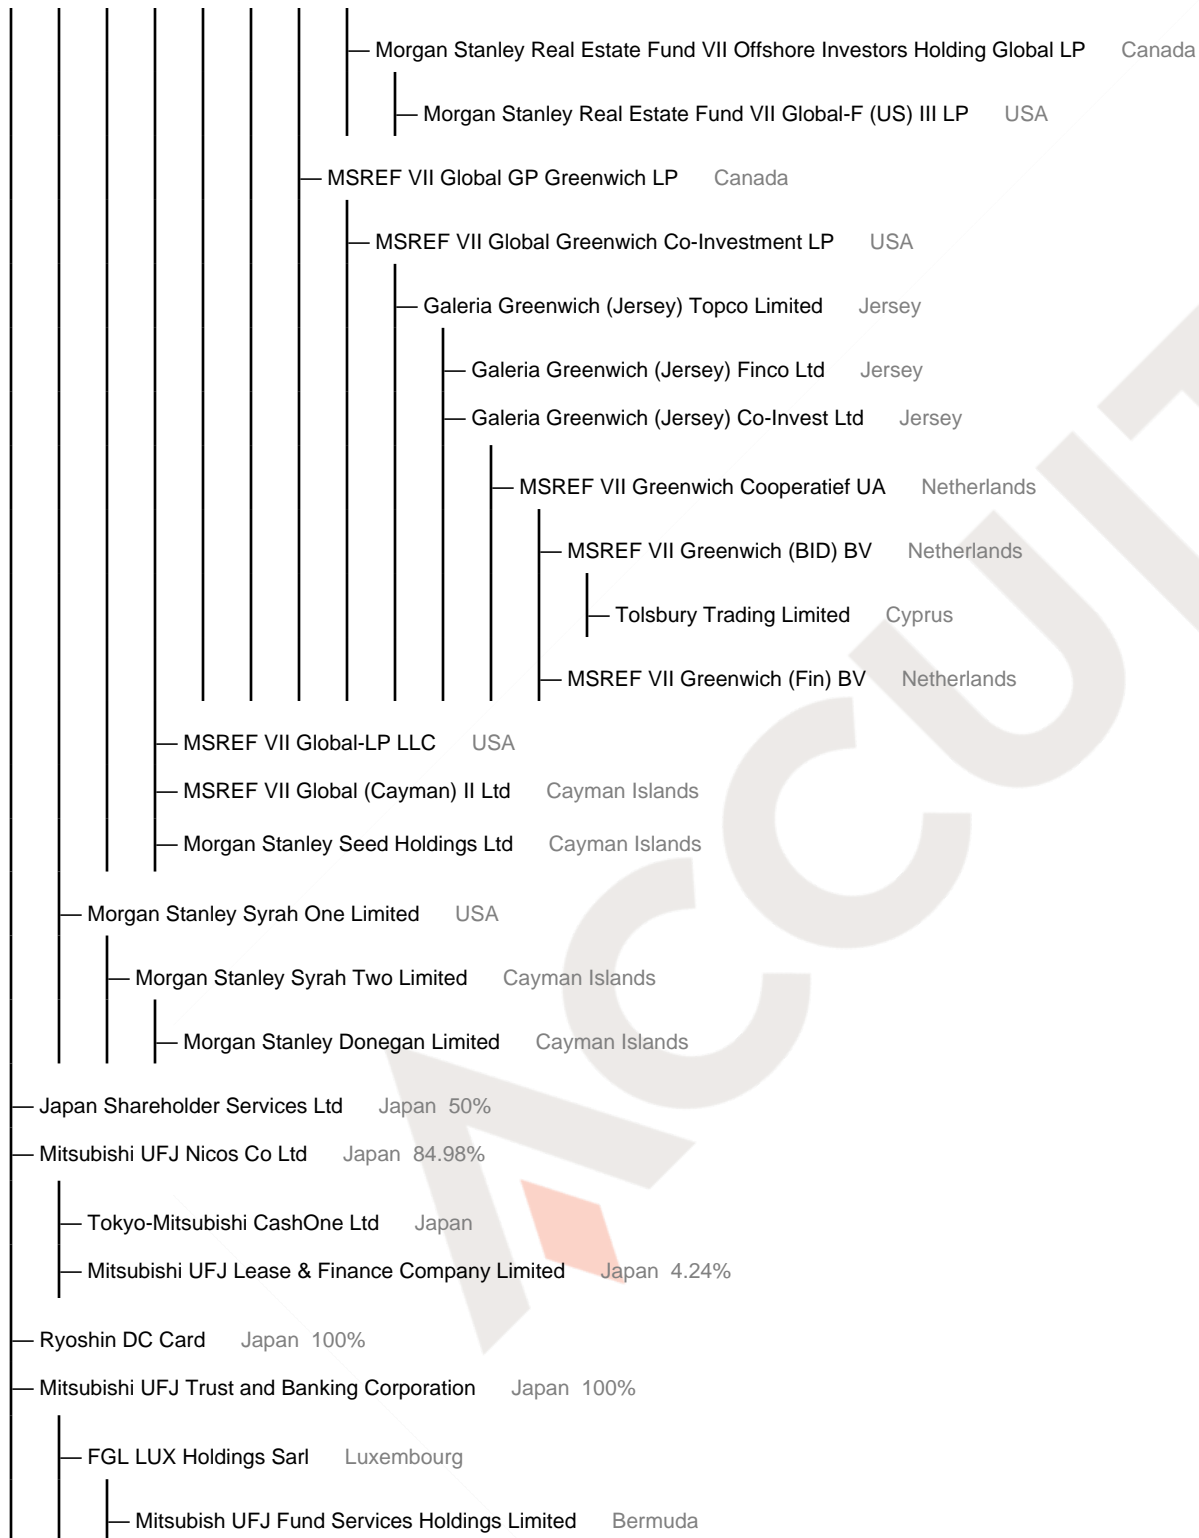 Morgan Stanley Real Estate Fund VII Offshore Investors Holding Global LP Canada
Morgan Stanley Real Estate Fund VII Global-F (US) III LP USA
MSREF VII Global GP Greenwich LP Canada
MSREF VII Global Greenwich Co-Investment LP USA
Galeria Greenwich (Jersey) Topco Limited Jersey
Galeria Greenwich (Jersey) Finco Ltd Jersey
Galeria Greenwich (Jersey) Co-Invest Ltd Jersey
MSREF VII Greenwich Cooperatief UA Netherlands
MSREF VII Greenwich (BID) BV Netherlands
Tolsbury Trading Limited Cyprus
MSREF VII Greenwich (Fin) BV Netherlands
MSREF VII Global-LP LLC USA
MSREF VII Global (Cayman) II Ltd Cayman Islands
Morgan Stanley Seed Holdings Ltd Cayman Islands
Morgan Stanley Syrah One Limited USA
Morgan Stanley Syrah Two Limited Cayman Islands
Morgan Stanley Donegan Limited Cayman Islands
Japan Shareholder Services Ltd Japan 50%
Mitsubishi UFJ Nicos Co Ltd Japan 84.98%
Tokyo-Mitsubishi CashOne Ltd Japan
Mitsubishi UFJ Lease & Finance Company Limited Japan 4.24%
Ryoshin DC Card Japan 100%
Mitsubishi UFJ Trust and Banking Corporation Japan 100%
FGL LUX Holdings Sarl Luxembourg
Mitsubish UFJ Fund Services Holdings Limited Bermuda
ACCUIT